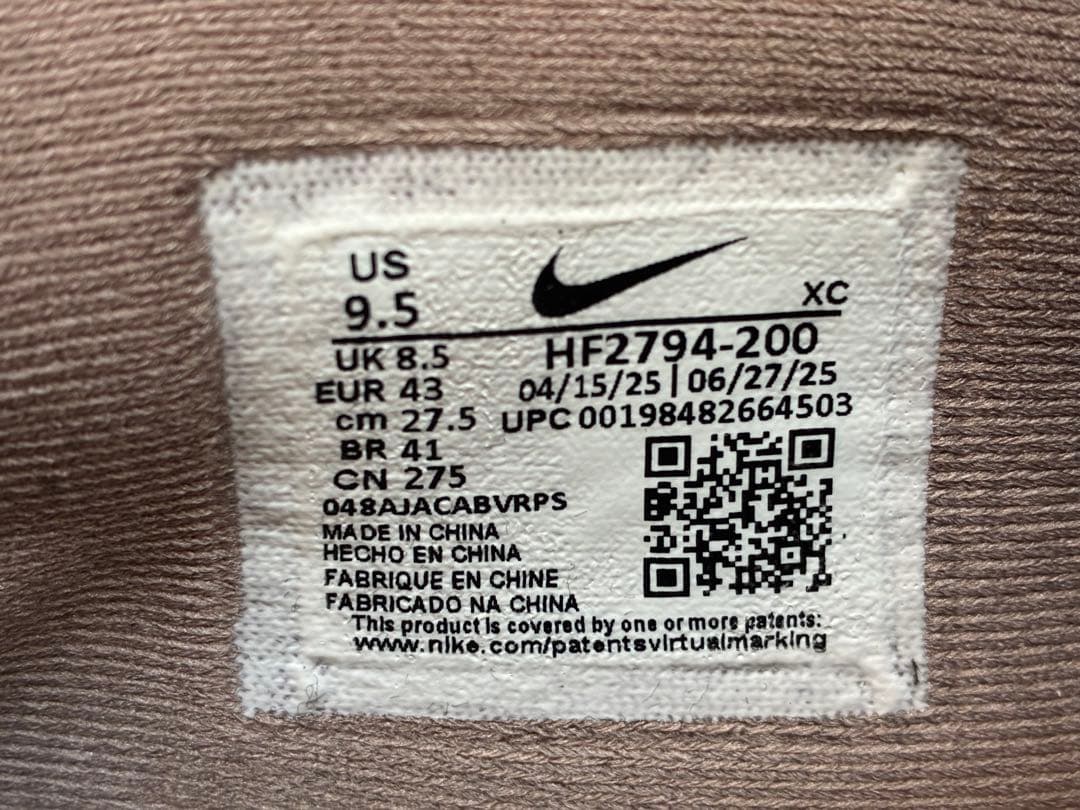 US
9.5
XC
UK 8.5
HF2794-200
EUR 43
04/15/25 | 06/27/25
cm 27.5
UPC 00198482664503
BR 41
CN 275
048AJACABVRPS
MADE IN CHINA
HECHO EN CHINA
FABRIQUE EN CHINE
FABRICADO NA CHINA
This product is covered by one or more patents:
www.nike.com/patentsvirtualmarking